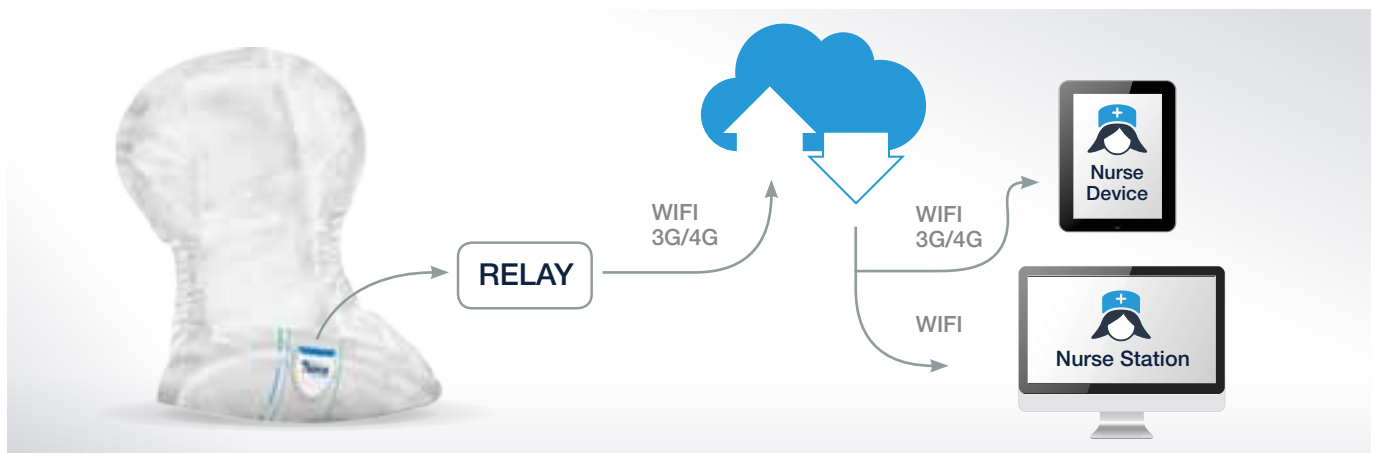 RELAY
WIFI
3G/4G
WIFI
3G/4G
WIFI
Nurse
Device
Nurse Station